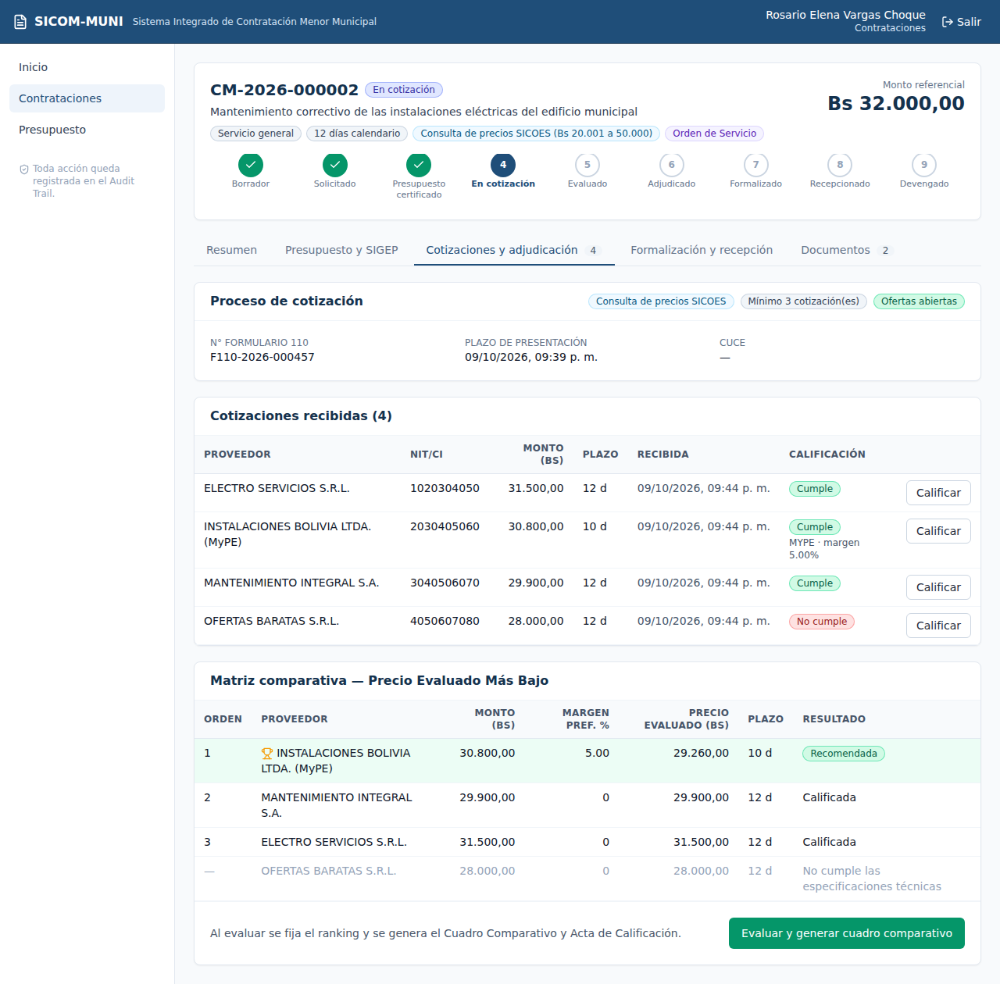 SICOM-MUNI Sistema Integrado de Contratación Menor Municipal
Rosario Elena Vargas Choque
Contrataciones
Salir
Inicio
Contrataciones
Presupuesto
Toda acción queda
registrada en el Audit
Trail.
CM-2026-000002 En cotización
Mantenimiento correctivo de las instalaciones eléctricas del edificio municipal
Servicio general 12 días calendario Consulta de precios SICOES (Bs 20.001 a 50.000) Orden de Servicio
Monto referencial
Bs 32.000,00
4 5 6 7 8 9
Borrador Solicitado Presupuesto certificado En cotización Evaluado Adjudicado Formalizado Recepcionado Devengado
Resumen Presupuesto y SIGEP Cotizaciones y adjudicación 4 Formalización y recepción Documentos 2
Proceso de cotización
Consulta de precios SICOES Mínimo 3 cotización(es) Ofertas abiertas
N° FORMULARIO 110 PLAZO DE PRESENTACIÓN CUCE
F110-2026-000457 09/10/2026, 09:39 p. m. —
Cotizaciones recibidas (4)
PROVEEDOR NIT/CI MONTO (BS) PLAZO RECIBIDA CALIFICACIÓN
ELECTRO SERVICIOS S.R.L. 1020304050 31.500,00 12 d 09/10/2026, 09:44 p. m. Cumple Calificar
INSTALACIONES BOLIVIA LTDA. (MyPE) 2030405060 30.800,00 10 d 09/10/2026, 09:44 p. m. Cumple MYPE · margen 5.00% Calificar
MANTENIMIENTO INTEGRAL S.A. 3040506070 29.900,00 12 d 09/10/2026, 09:44 p. m. Cumple Calificar
OFERTAS BARATAS S.R.L. 4050607080 28.000,00 12 d 09/10/2026, 09:44 p. m. No cumple Calificar
Matriz comparativa — Precio Evaluado Más Bajo
ORDEN PROVEEDOR MONTO (BS) MARGEN PREF. % PRECIO EVALUADO (BS) PLAZO RESULTADO
1 INSTALACIONES BOLIVIA LTDA. (MyPE) 30.800,00 5.00 29.260,00 10 d Recomendada
2 MANTENIMIENTO INTEGRAL S.A. 29.900,00 0 29.900,00 12 d Calificada
3 ELECTRO SERVICIOS S.R.L. 31.500,00 0 31.500,00 12 d Calificada
— OFERTAS BARATAS S.R.L. 28.000,00 0 28.000,00 12 d No cumple las especificaciones técnicas
Al evaluar se fija el ranking y se genera el Cuadro Comparativo y Acta de Calificación.
Evaluar y generar cuadro comparativo